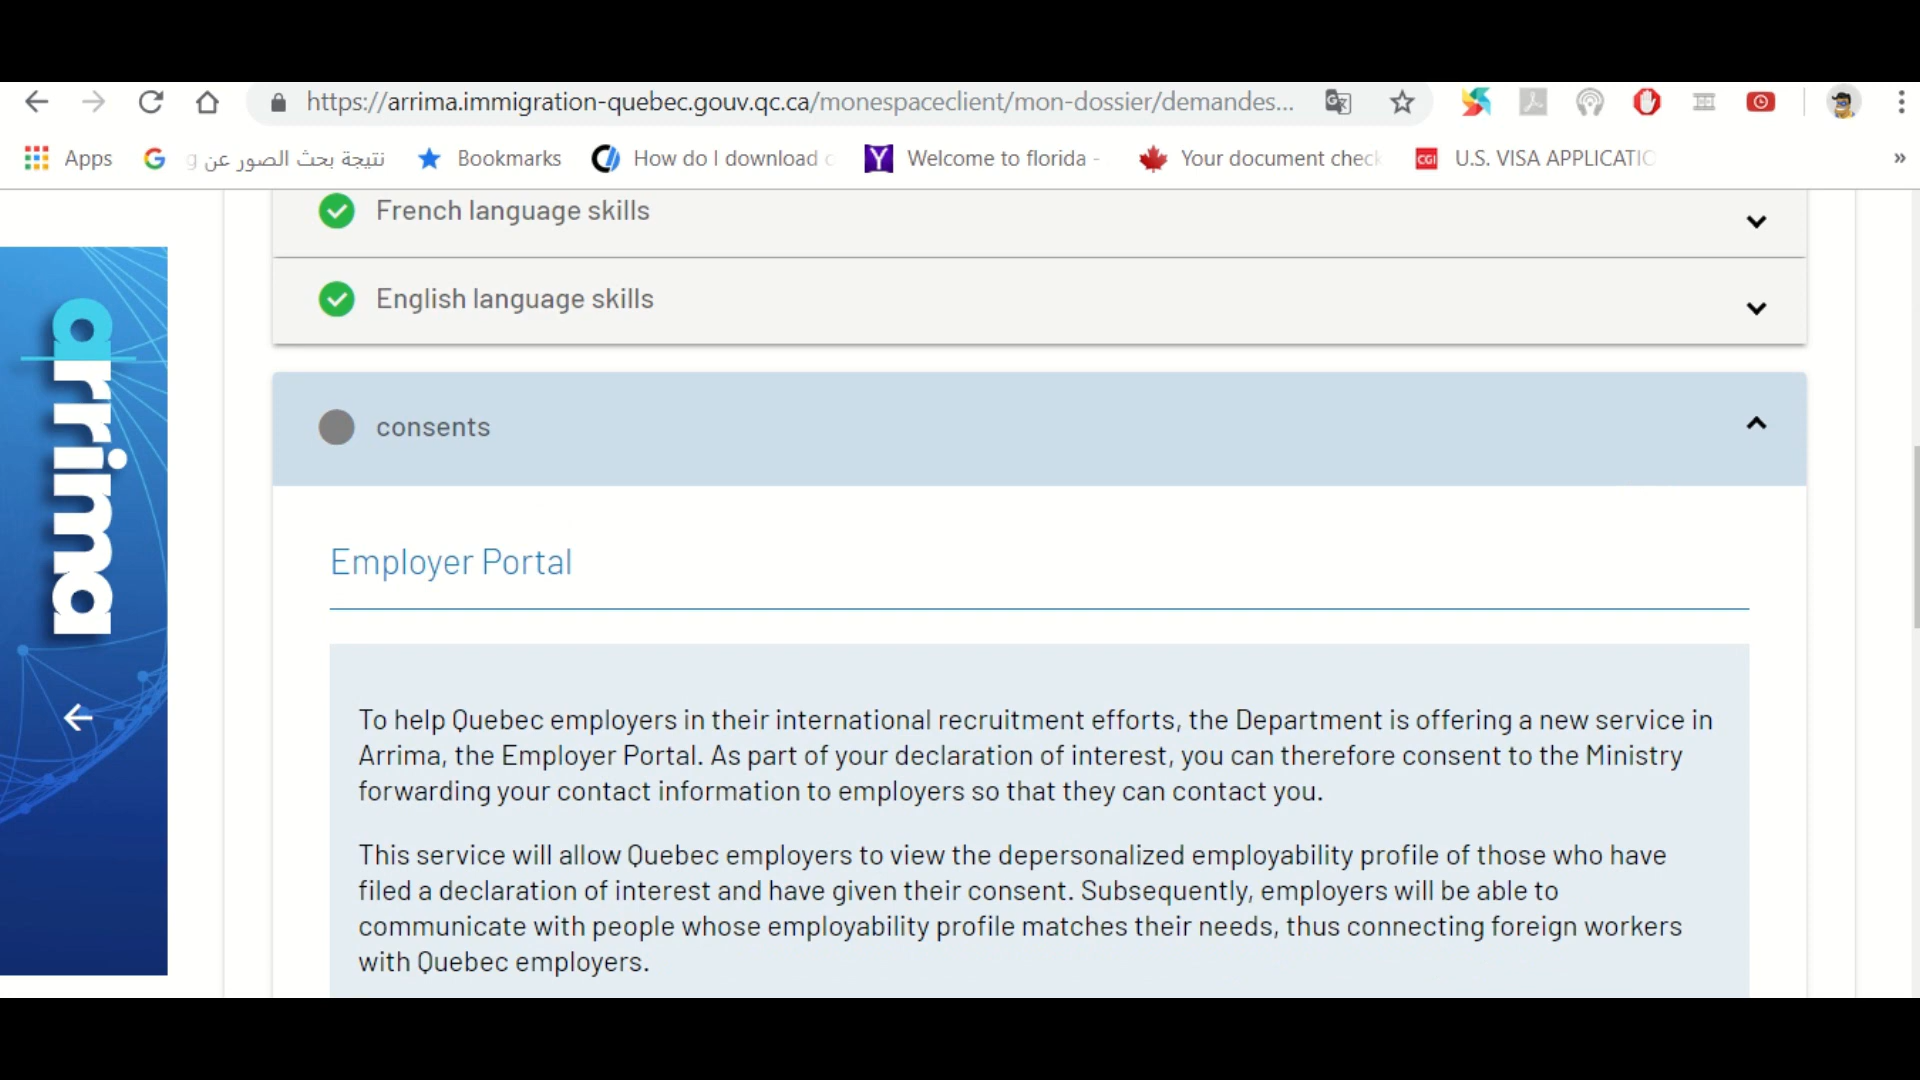 https://arrima.immigration-quebec.gouv.qc.ca/monespaceclient/mon-dossier/demandes...
Apps
نتيجة بحث الصور عن g
Bookmarks
How do I download
Welcome to florida -
Your document check
CGI
U.S. VISA APPLICATIO
»
French language skills
English language skills
arrima
consents
Employer Portal
To help Quebec employers in their international recruitment efforts, the Department is offering a new service in
Arrima, the Employer Portal. As part of your declaration of interest, you can therefore consent to the Ministry
forwarding your contact information to employers so that they can contact you.
This service will allow Quebec employers to view the depersonalized employability profile of those who have
filed a declaration of interest and have given their consent. Subsequently, employers will be able to
communicate with people whose employability profile matches their needs, thus connecting foreign workers
with Quebec employers.